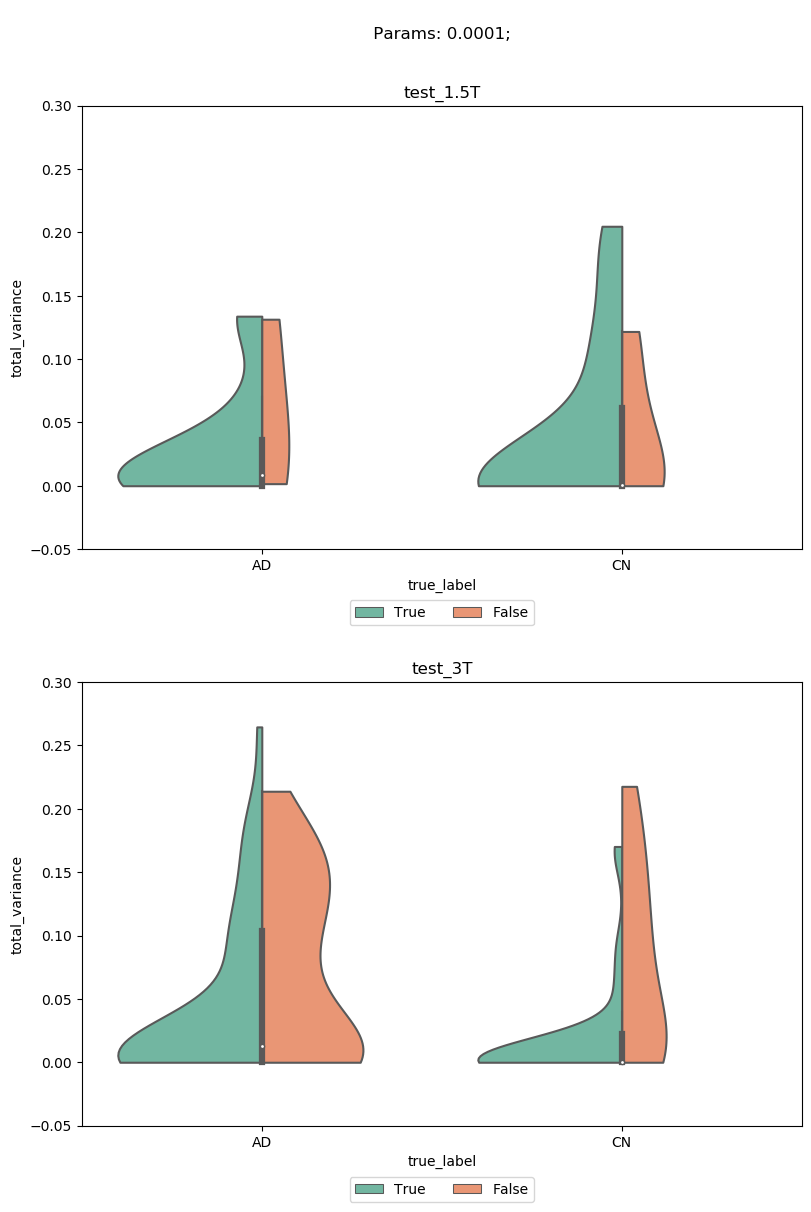 Params: 0.0001;
test_1.5T
0.30
0.25
0.20
0.15
0.10
0.05
0.00
−0.05
total_variance
AD CN
true_label
True False
test_3T
0.30
0.25
0.20
0.15
0.10
0.05
0.00
−0.05
total_variance
AD CN
true_label
True False